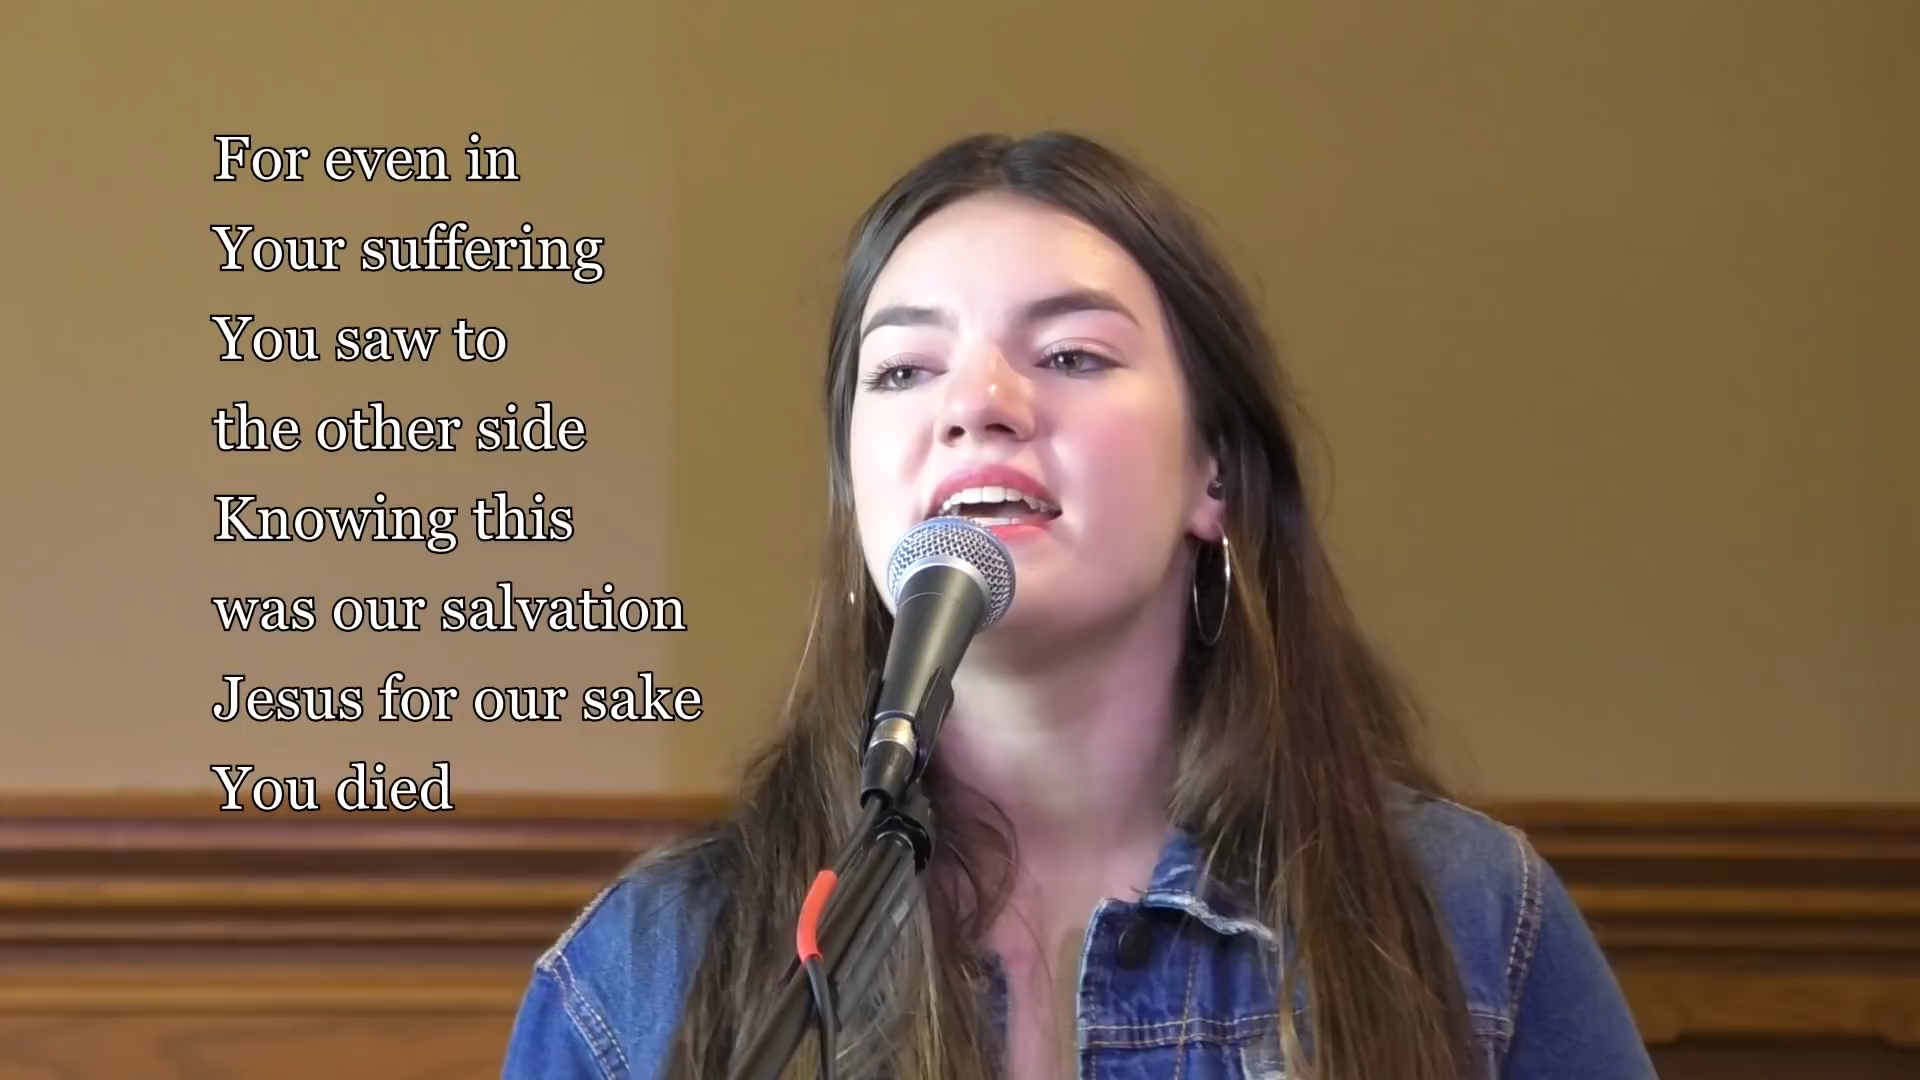 For even in
Your suffering
You saw to
the other side
Knowing this
was our salvation
Jesus for our sake
You died